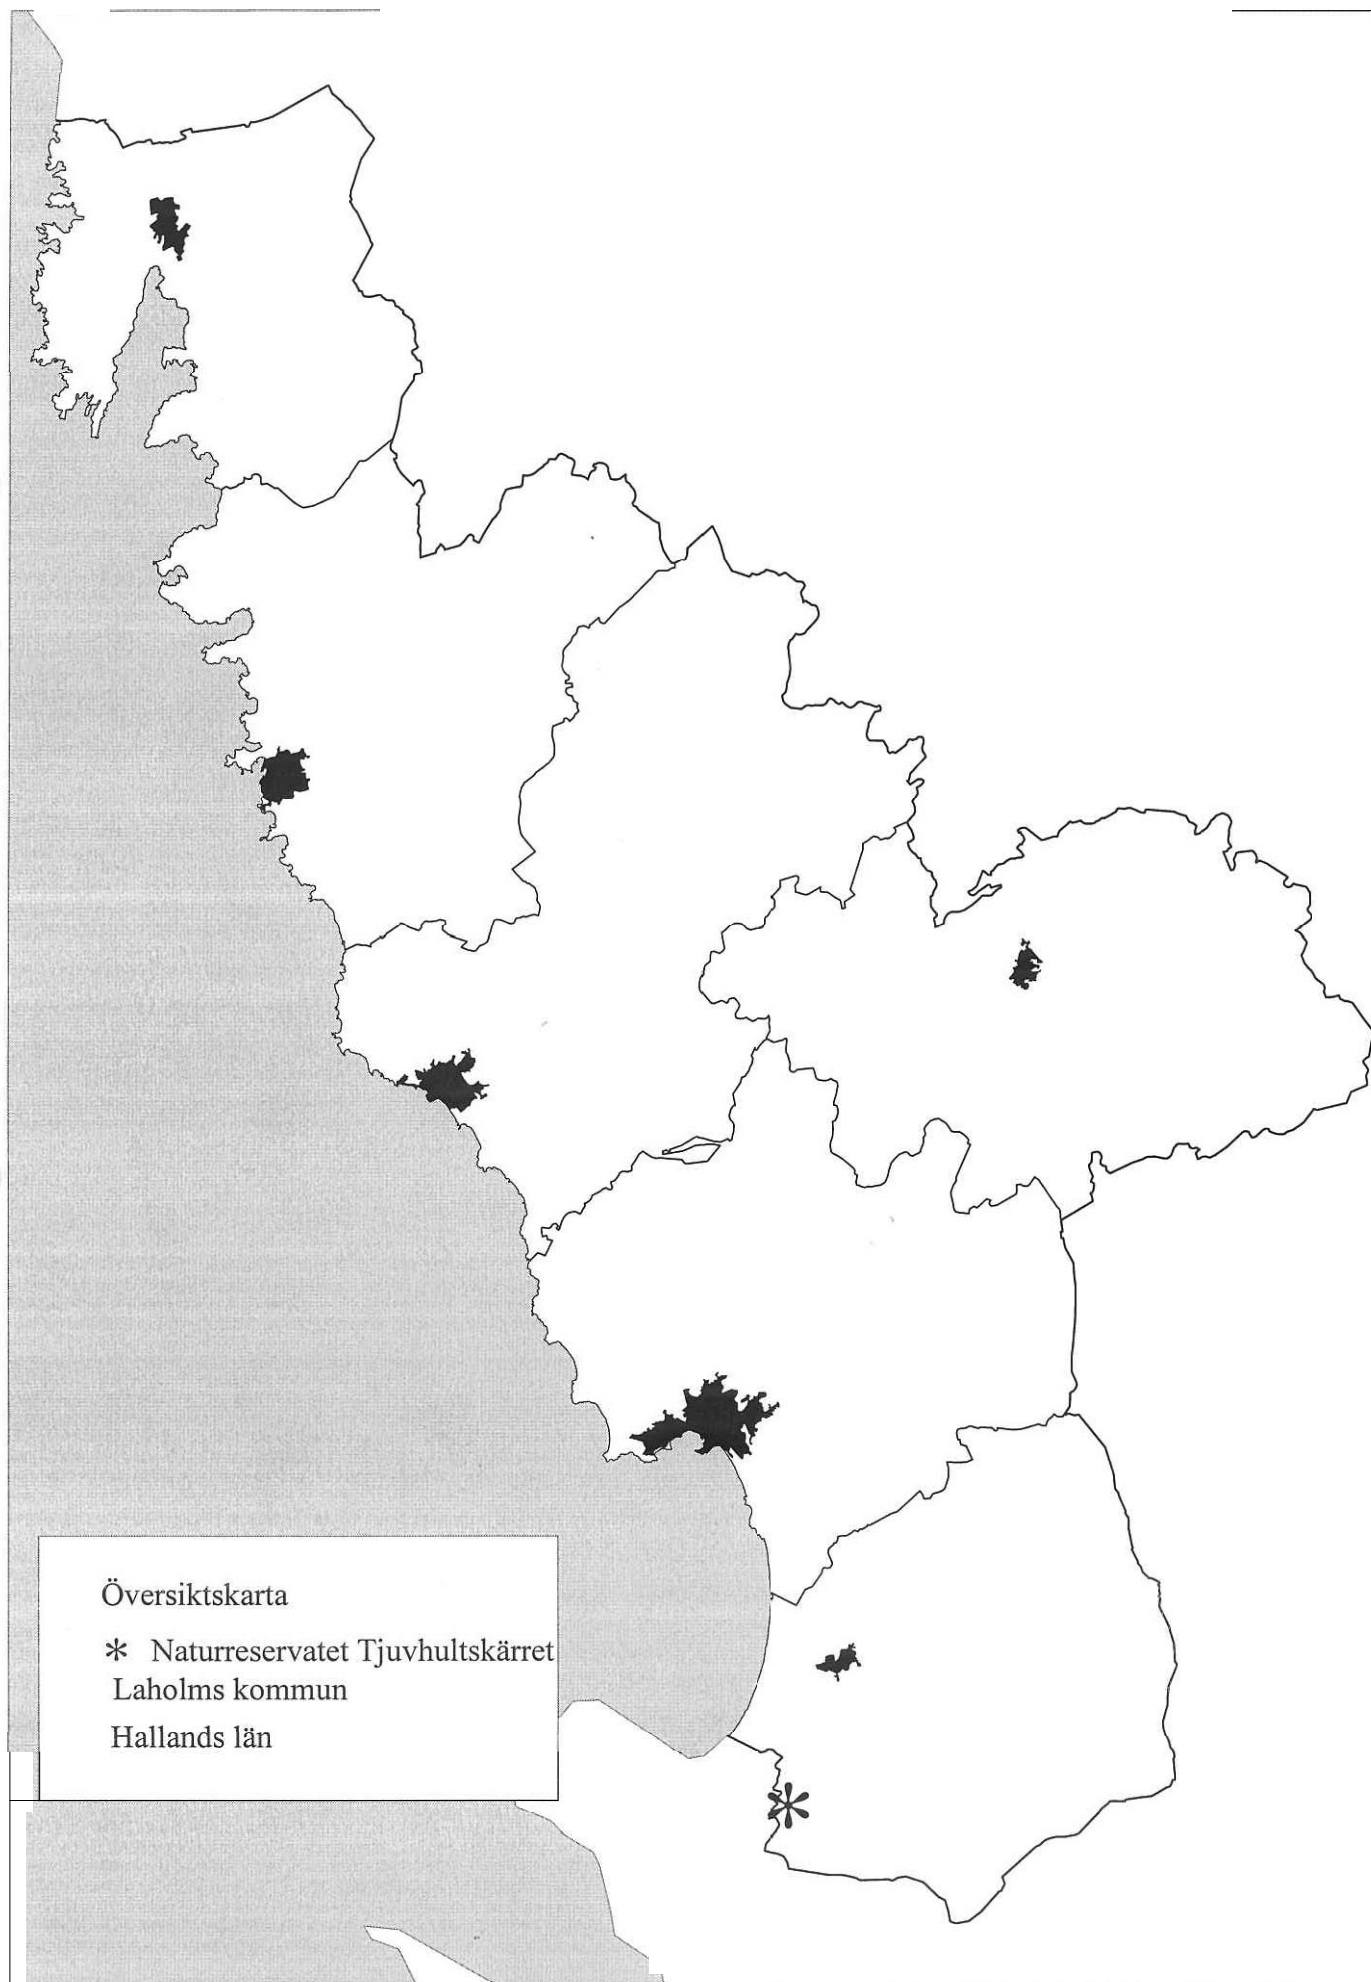 Översiktskarta
* Naturreservatet Tjuvhultskärret
Laholms kommun
Hallands län